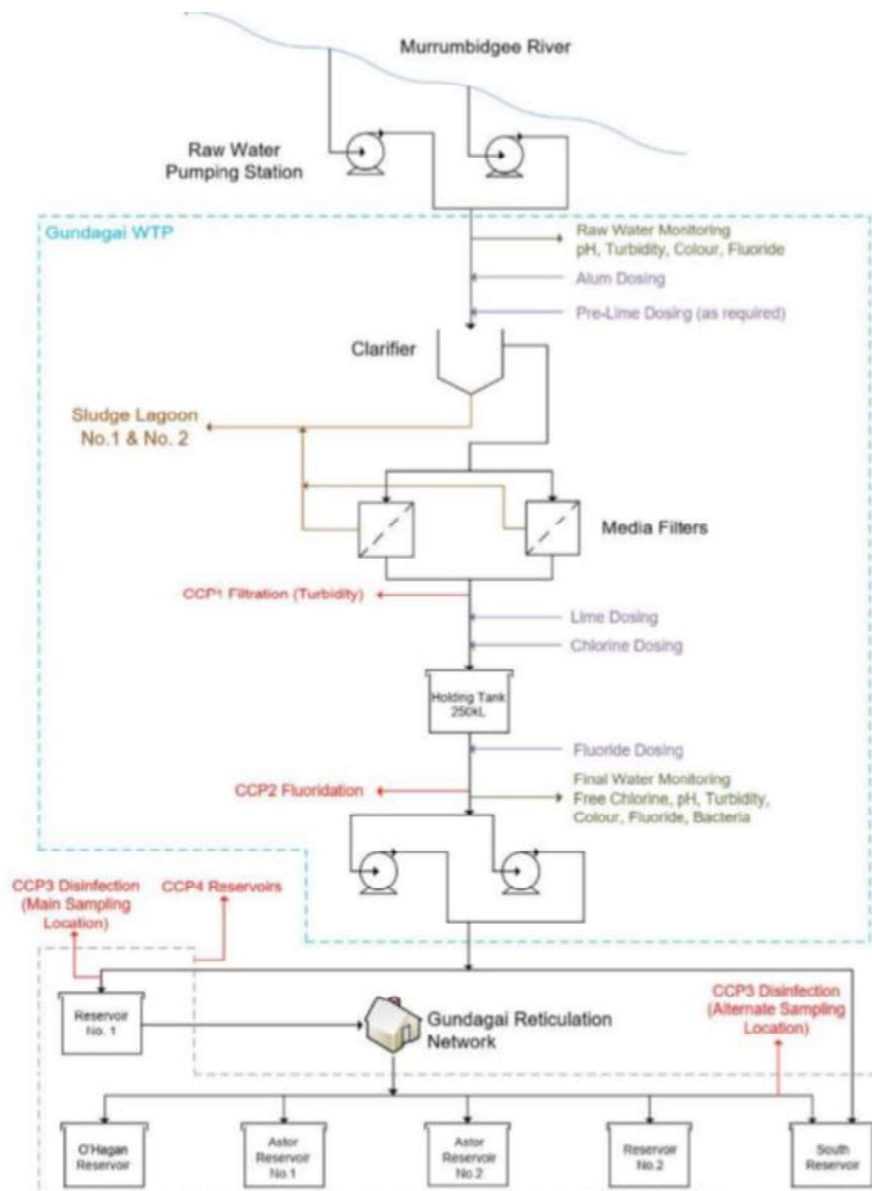 Murrumbidgee River
Raw Water
Pumping Station
Gundagai WTP
Raw Water Monitoring
pH, Turbidity, Colour, Fluoride
Alum Dosing
Pre-Lime Dosing (as required)
Clarifier
Sludge Lagoon
No.1 & No. 2
Media Filters
CCP1 Filtration (Turbidity)
Lime Dosing
Chlorine Dosing
Holding Tank
250kL
Fluoride Dosing
CCP2 Fluoridation
Final Water Monitoring
Free Chlorine, pH, Turbidity,
Colour, Fluoride, Bacteria
CCP3 Disinfection
(Main Sampling
Location)
CCP4 Reservoirs
CCP3 Disinfection
(Alternate Sampling
Location)
Reservoir
No. 1
Gundagai Reticulation
Network
O'Hagan
Reservoir
Astor
Reservoir
No.1
Astor
Reservoir
No.2
Reservoir
No.2
South
Reservoir